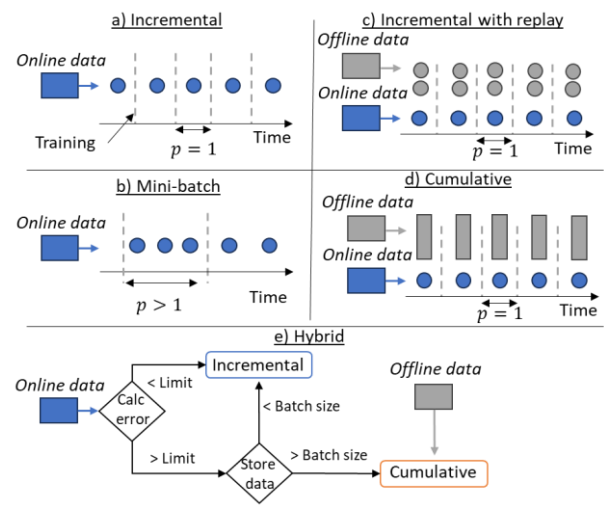 a) Incremental
Online data
Training
Time
p = 1
b) Mini-batch
Online data
Time
p > 1
c) Incremental with replay
Offline data
Online data
Time
p = 1
d) Cumulative
Offline data
Online data
Time
p = 1
e) Hybrid
Online data
Calc
error
< Limit
Incremental
< Batch size
> Limit
Store
data
> Batch size
Offline data
Cumulative